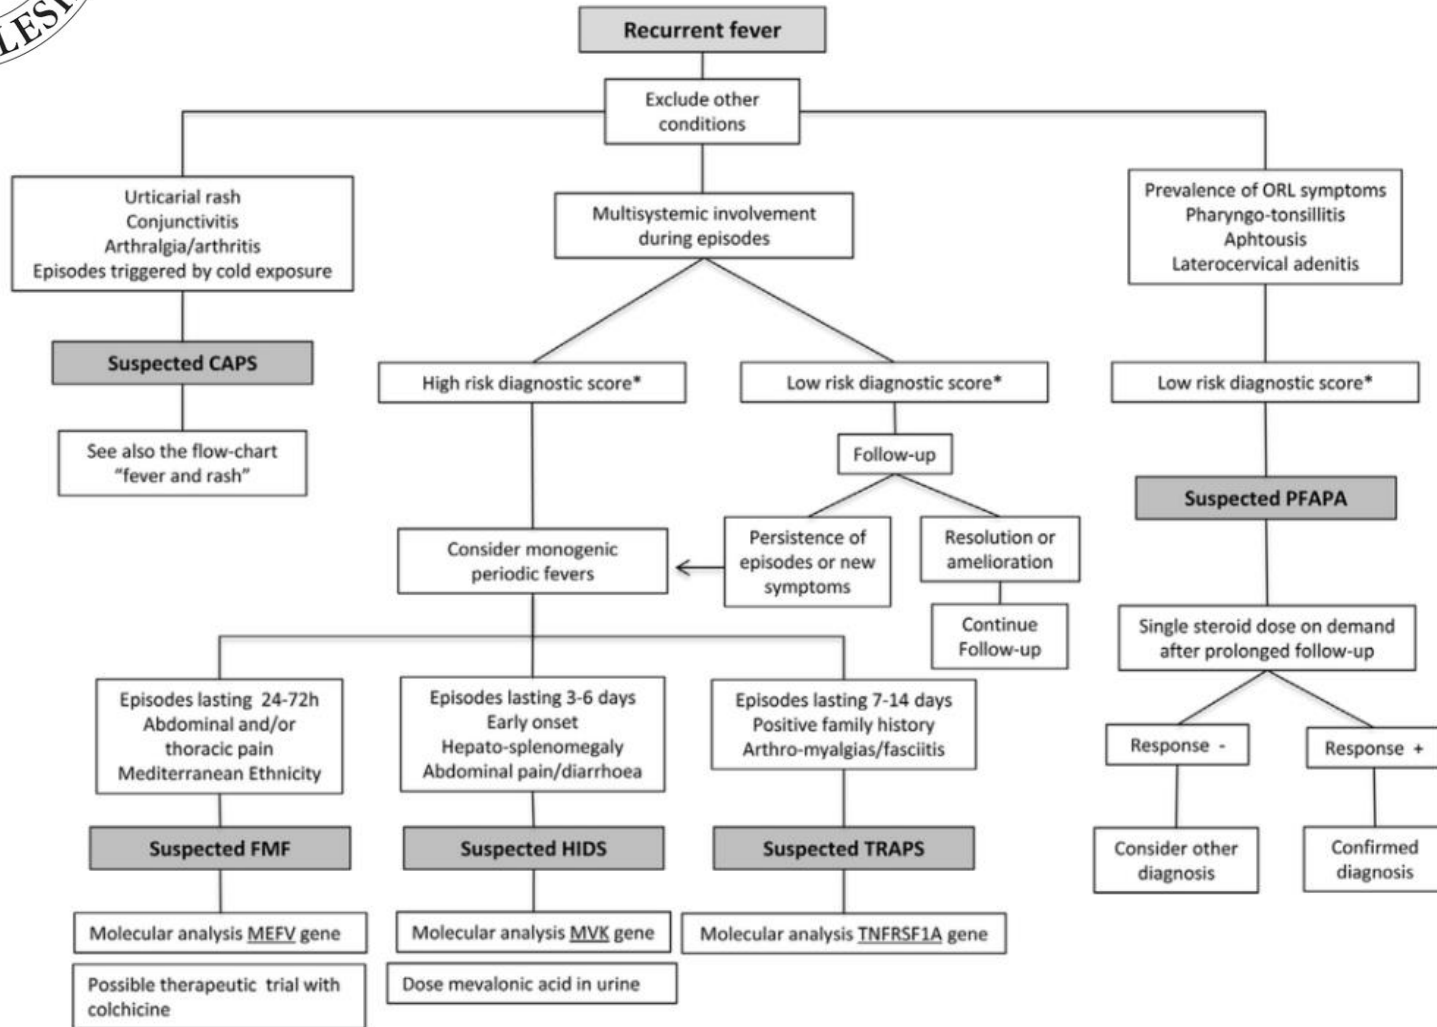 LESI
Recurrent fever
Exclude other
conditions
Urticarial rash
Conjunctivitis
Arthralgia/arthritis
Episodes triggered by cold exposure
Suspected CAPS
See also the flow-chart
“fever and rash”
Multisystemic involvement
during episodes
High risk diagnostic score*
Low risk diagnostic score*
Follow-up
Persistence of
episodes or new
symptoms
Resolution or
amelioration
Continue
Follow-up
Consider monogenic
periodic fevers
Episodes lasting 24-72h
Abdominal and/or
thoracic pain
Mediterranean Ethnicity
Suspected FMF
Molecular analysis MEFV gene
Possible therapeutic trial with
colchicine
Episodes lasting 3-6 days
Early onset
Hepato-splenomegaly
Abdominal pain/diarrhoea
Suspected HIDS
Molecular analysis MVK gene
Dose mevalonic acid in urine
Episodes lasting 7-14 days
Positive family history
Arthro-myalgias/fasciitis
Suspected TRAPS
Molecular analysis TNFRSF1A gene
Prevalence of ORL symptoms
Pharyngo-tonsillitis
Aphtousis
Laterocervical adenitis
Low risk diagnostic score*
Suspected PFAPA
Single steroid dose on demand
after prolonged follow-up
Response -
Consider other
diagnosis
Response +
Confirmed
diagnosis